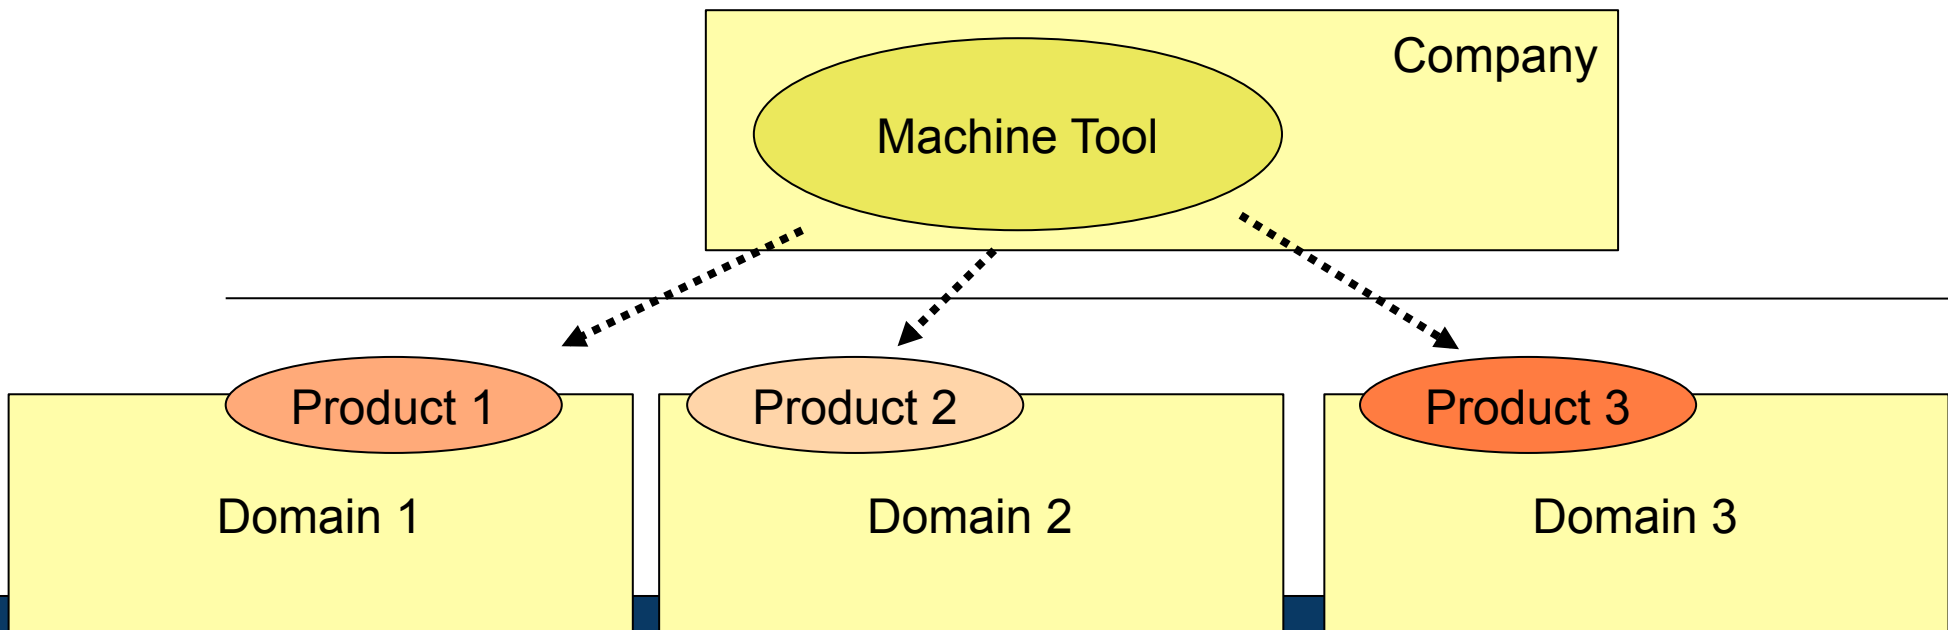 Company
Machine Tool
Product 1
Product 2
Product 3
Domain 1
Domain 2
Domain 3